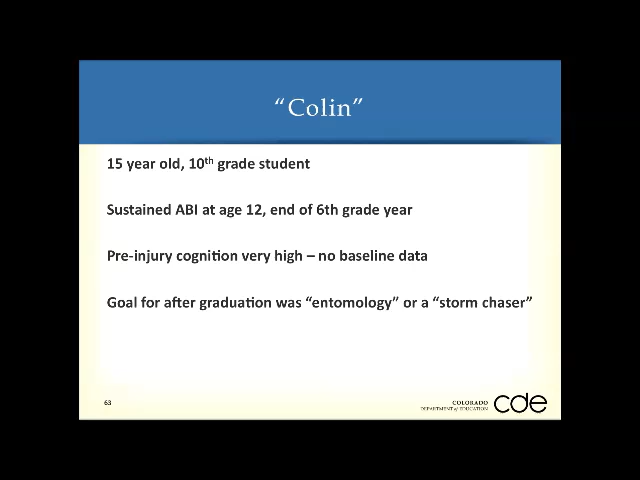 “Colin”
15 year old, 10th grade student
Sustained ABI at age 12, end of 6th grade year
Pre-injury cognition very high – no baseline data
Goal for after graduation was “entomology” or a “storm chaser”
63
COLORADO
DEPARTMENT of EDUCATION
cde